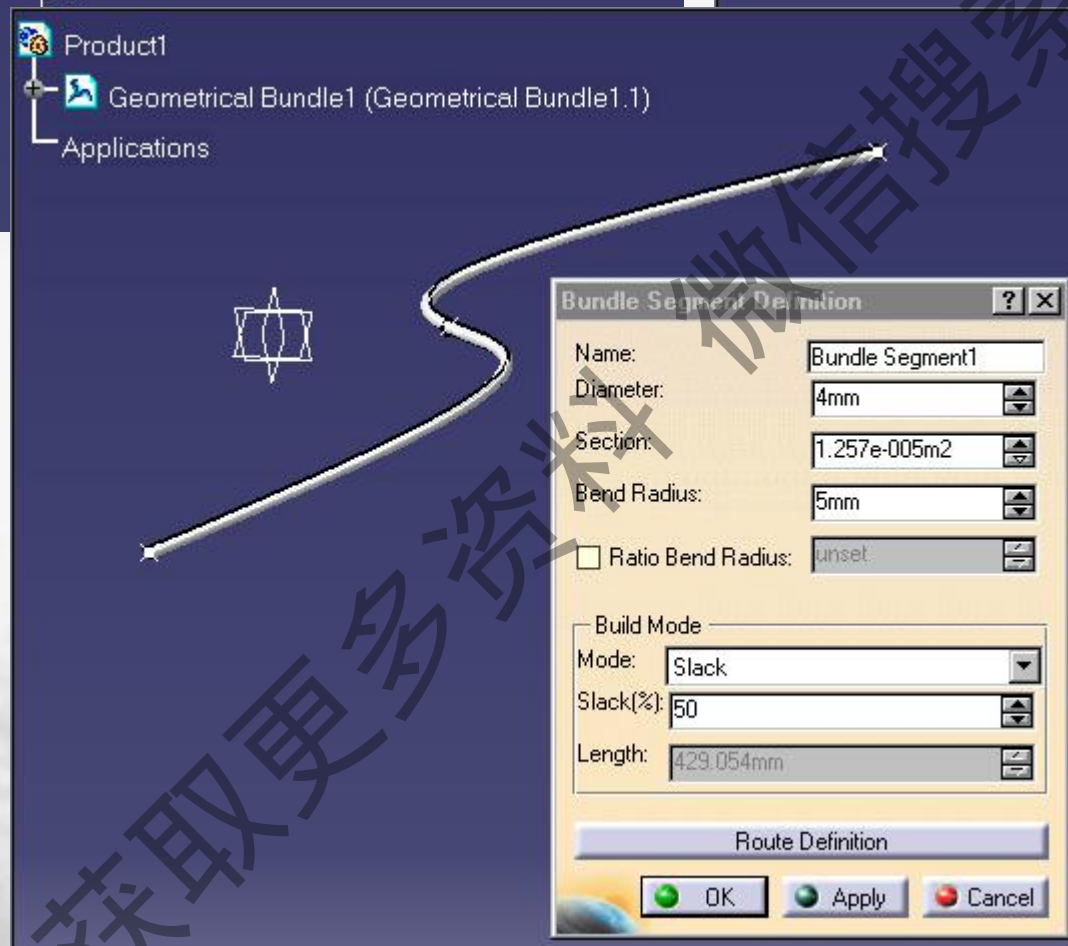 Product1
Geometrical Bundle1 (Geometrical Bundle1.1)
Applications
Bundle Segment Definition
Name: Bundle Segment1
Diameter: 4mm
Section: 1.257e-005m2
Bend Radius: 5mm
Ratio Bend Radius: unset
Build Mode
Mode: Slack
Slack(%): 50
Length: 429.054mm
Route Definition
OK Apply Cancel
获取更多资料 微信搜索